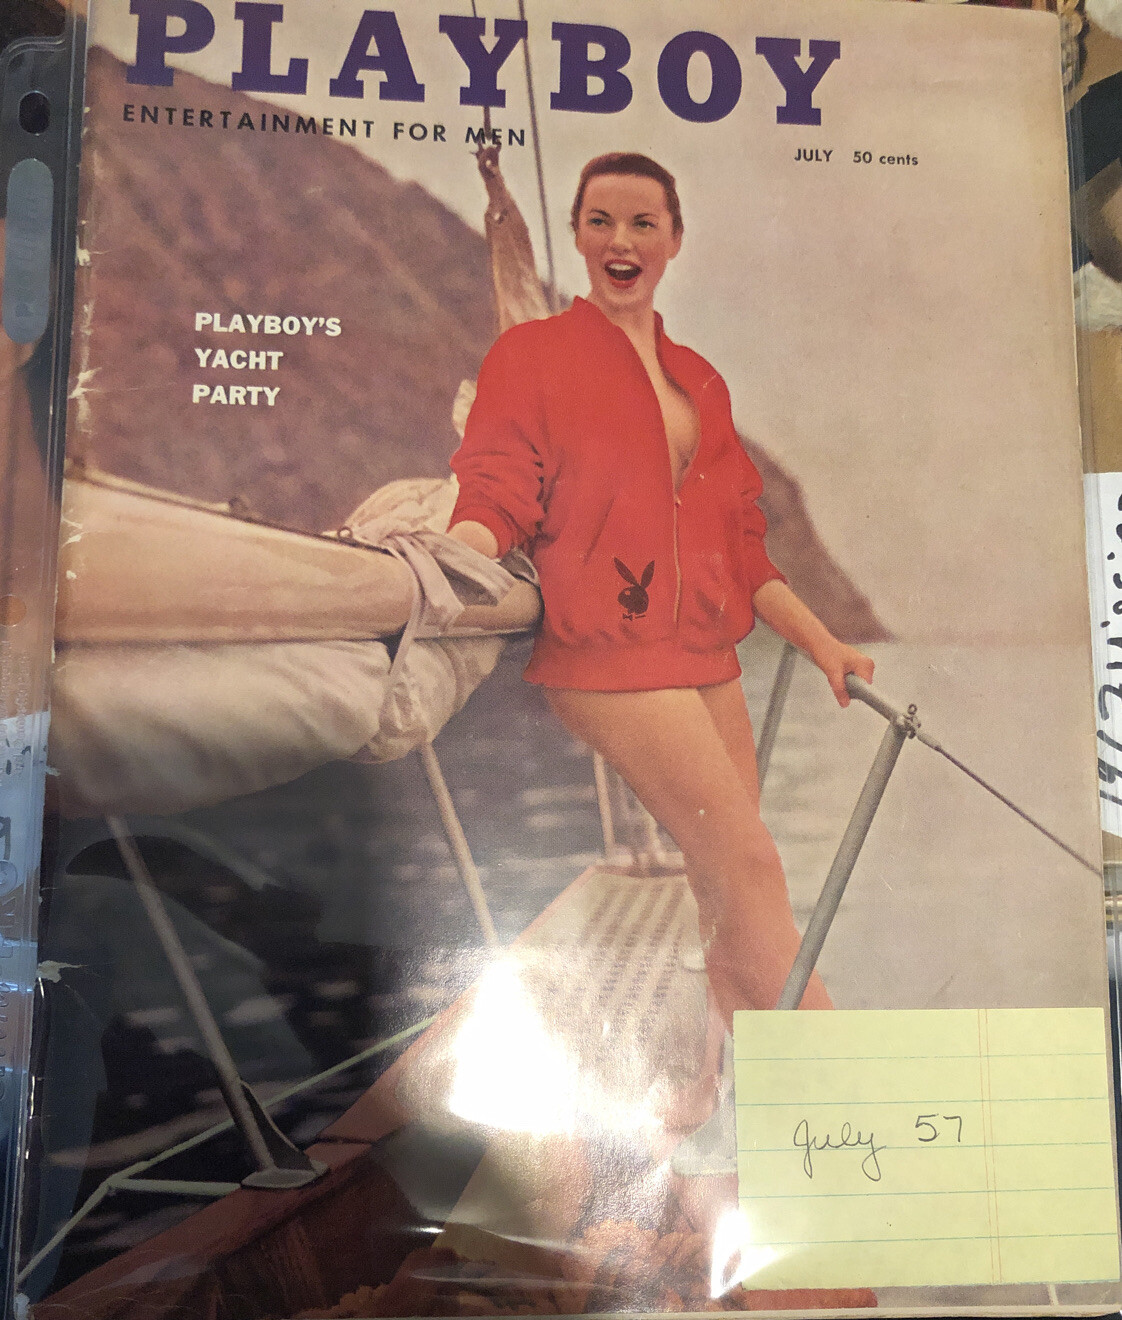 PLAYBOY
ENTERTAINMENT FOR MEN
JULY 50 cents
PLAYBOY'S
YACHT
PARTY
July 57